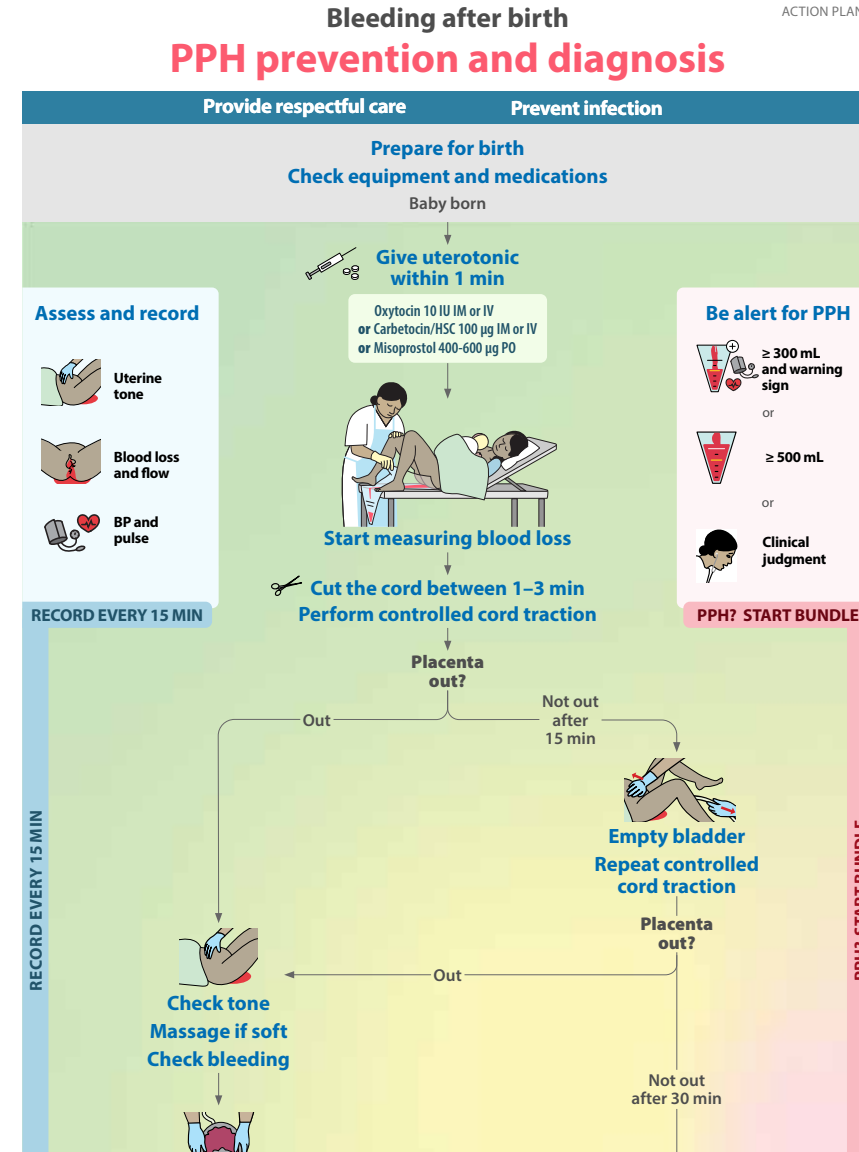 Bleeding after birth
ACTION PLAN
PPH prevention and diagnosis
Provide respectful care
Prevent infection
Prepare for birth
Check equipment and medications
Baby born
Give uterotonic
within 1 min
Oxytocin 10 IU IM or IV
or Carbetocin/HSC 100 µg IM or IV
or Misoprostol 400-600 µg PO
Assess and record
Uterine
tone
Blood loss
and flow
BP and
pulse
RECORD EVERY 15 MIN
Be alert for PPH
≥ 300 mL
and warning
sign
or
≥ 500 mL
or
Clinical
judgment
PPH? START BUNDLE
Start measuring blood loss
Cut the cord between 1–3 min
Perform controlled cord traction
Placenta
out?
Out
Not out
after
15 min
Empty bladder
Repeat controlled
cord traction
Placenta
out?
Out
Check tone
Massage if soft
Check bleeding
Not out
after 30 min
RECORD EVERY 15 MIN